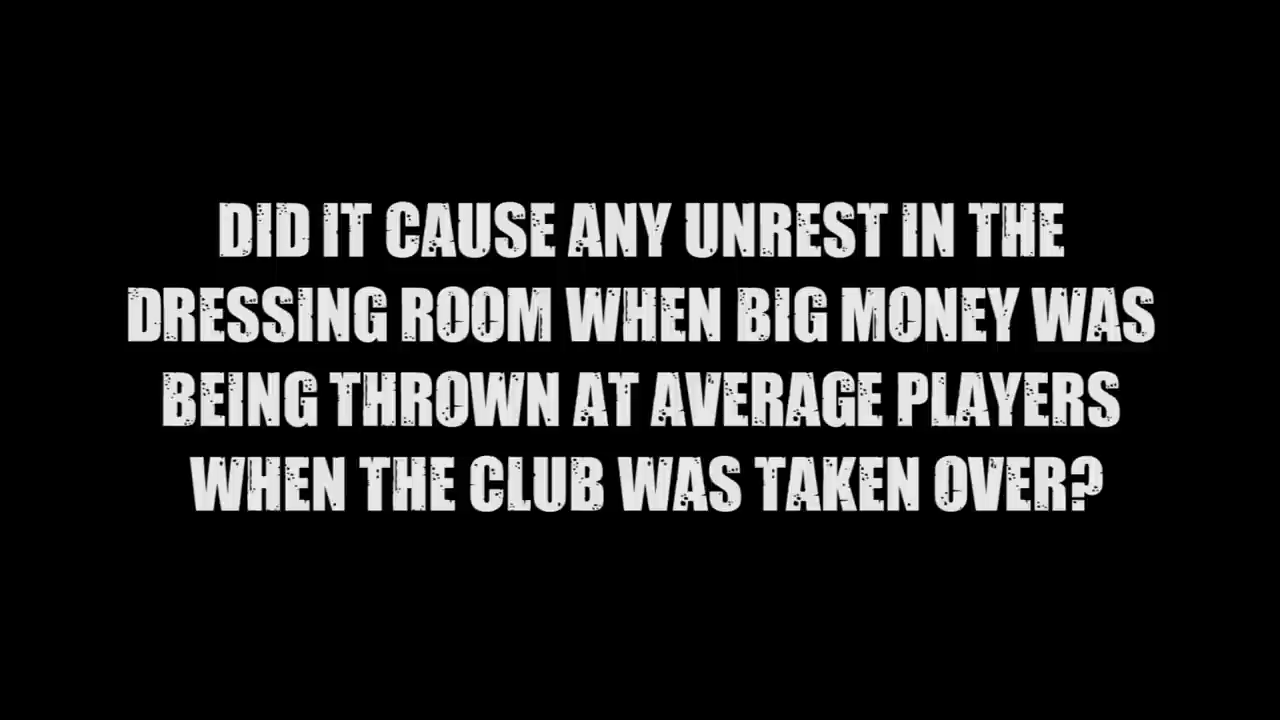 DID IT CAUSE ANY UNREST IN THE
DRESSING ROOM WHEN BIG MONEY WAS
BEING THROWN AT AVERAGE PLAYERS
WHEN THE CLUB WAS TAKEN OVER?